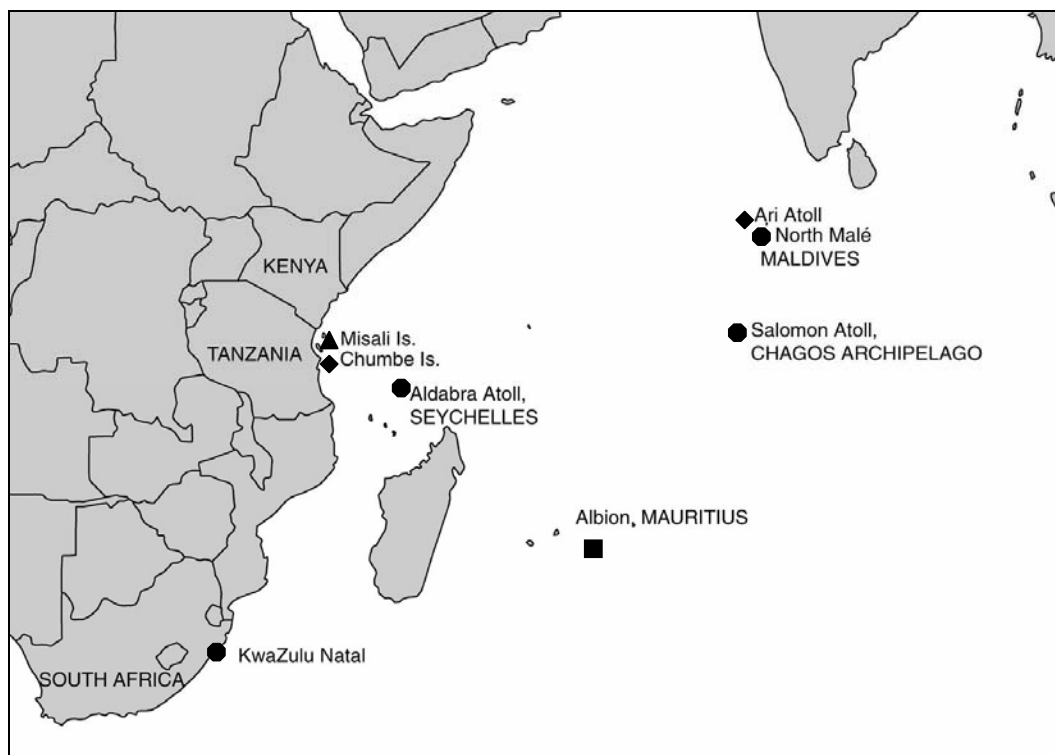 Ari Atoll
North Malé
MALDIVES
KENYA
Misali Is.
TANZANIA
Chumbe Is.
Salomon Atoll,
CHAGOS ARCHIPELAGO
Aldabra Atoll,
SEYCHELLES
Albion, MAURITIUS
KwaZulu Natal
SOUTH AFRICA